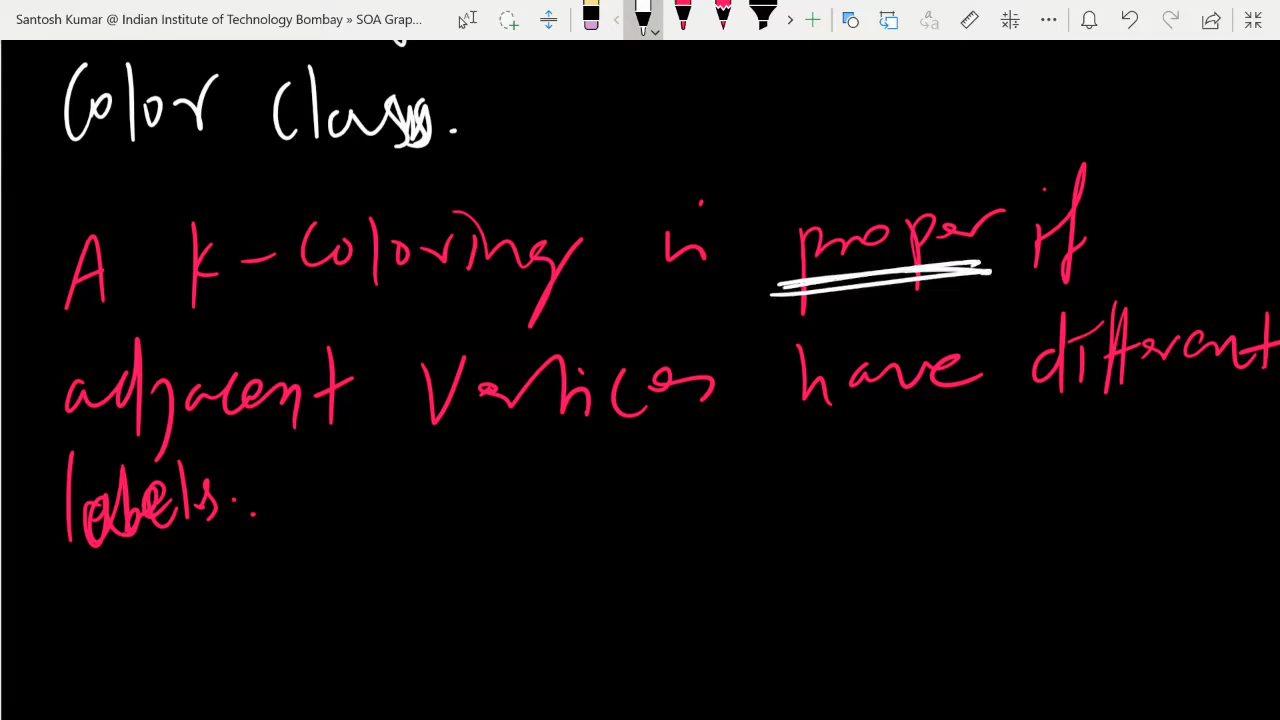 Santosh Kumar @ Indian Institute of Technology Bombay » SOA Grap...
Color Class.
A k-coloring is proper if
adjacent vertices have different
labels.